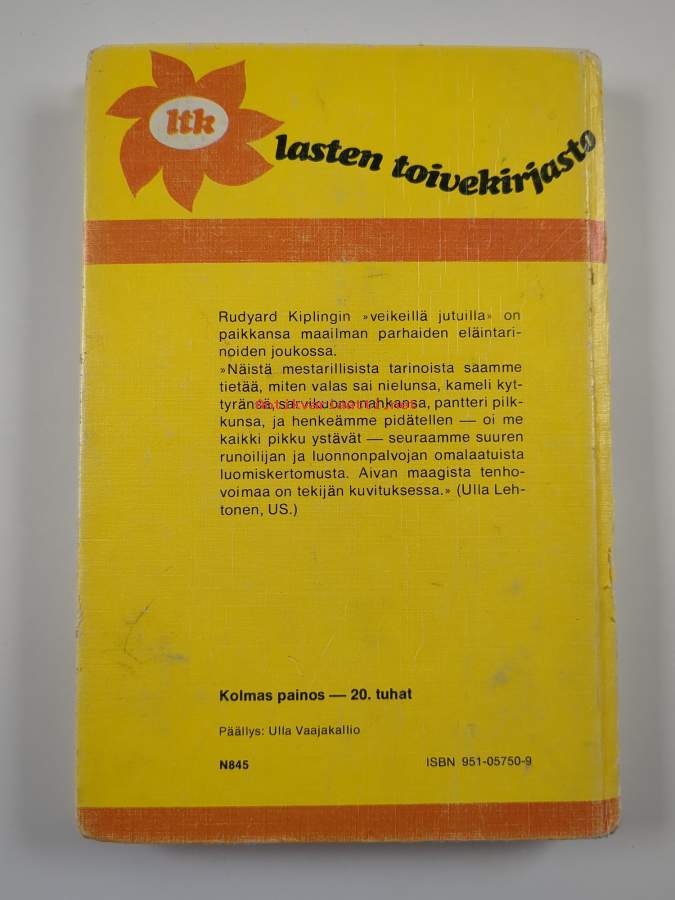 ltk
lasten toivekirjasto
Rudyard Kiplingin »veikeillä jutuilla» on
paikkansa maailman parhaiden eläintari-
noiden joukossa.
»Näistä mestarillisista tarinoista saamme
tietää, miten valas sai nielunsa, kameli kyt-
tyränsä, sarvikuono nahkansa, pantteri pilk-
kunsa, ja henkeämme pidätellen — oi me
kaikki pikku ystävät — seuraamme suuren
runoilijan ja luonnonpalvojan omalaatuista
luomiskertomusta. Aivan maagista tenho-
voimaa on tekijän kuvituksessa.» (Ulla Leh-
tonen, US.)
Kolmas painos — 20. tuhat
Päällys: Ulla Vaajakallio
N845 ISBN 951-05750-9